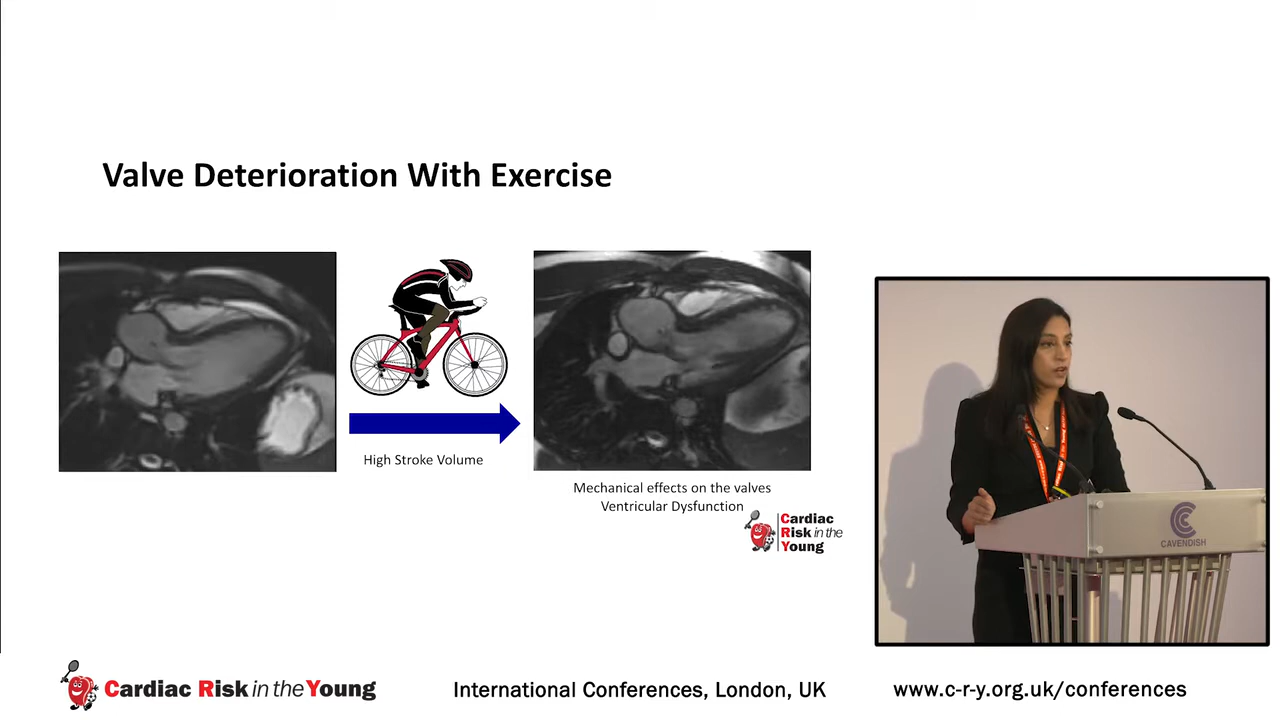 Valve Deterioration With Exercise
High Stroke Volume
Mechanical effects on the valves
Ventricular Dysfunction
Cardiac
Risk in the
Young
CAVENDISH
Cardiac Risk in the Young
International Conferences, London, UK
www.c-r-y.org.uk/conferences